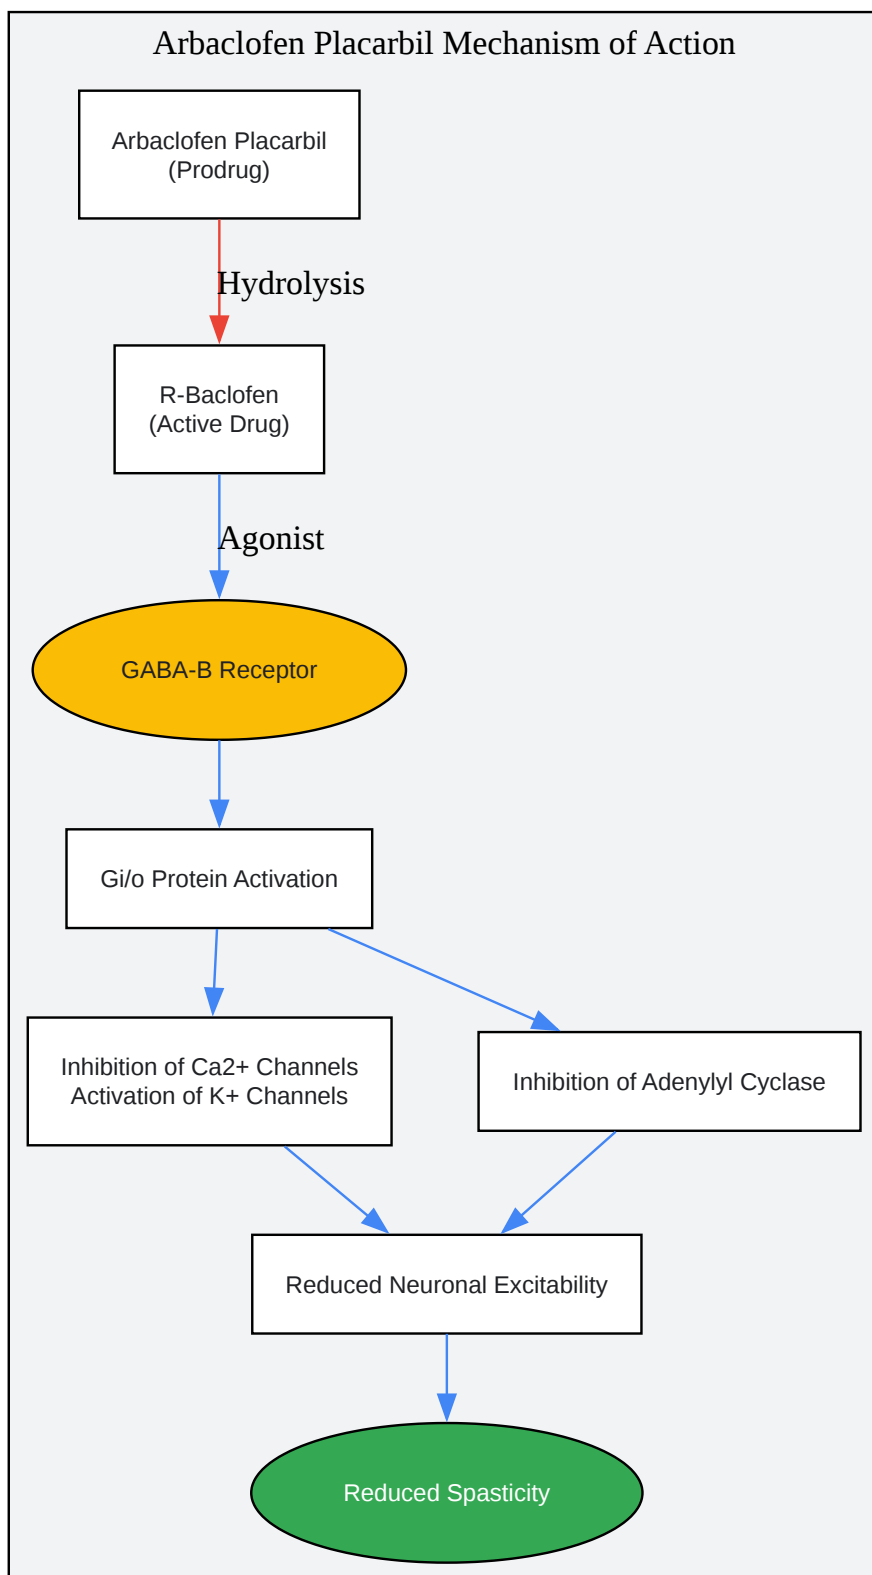 Arbaclofen Placarbil Mechanism of Action
Arbaclofen Placarbil
(Prodrug)
Hydrolysis
R-Baclofen
(Active Drug)
Agonist
GABA-B Receptor
Gi/o Protein Activation
Inhibition of Ca2+ Channels
Activation of K+ Channels
Inhibition of Adenylyl Cyclase
Reduced Neuronal Excitability
Reduced Spasticity